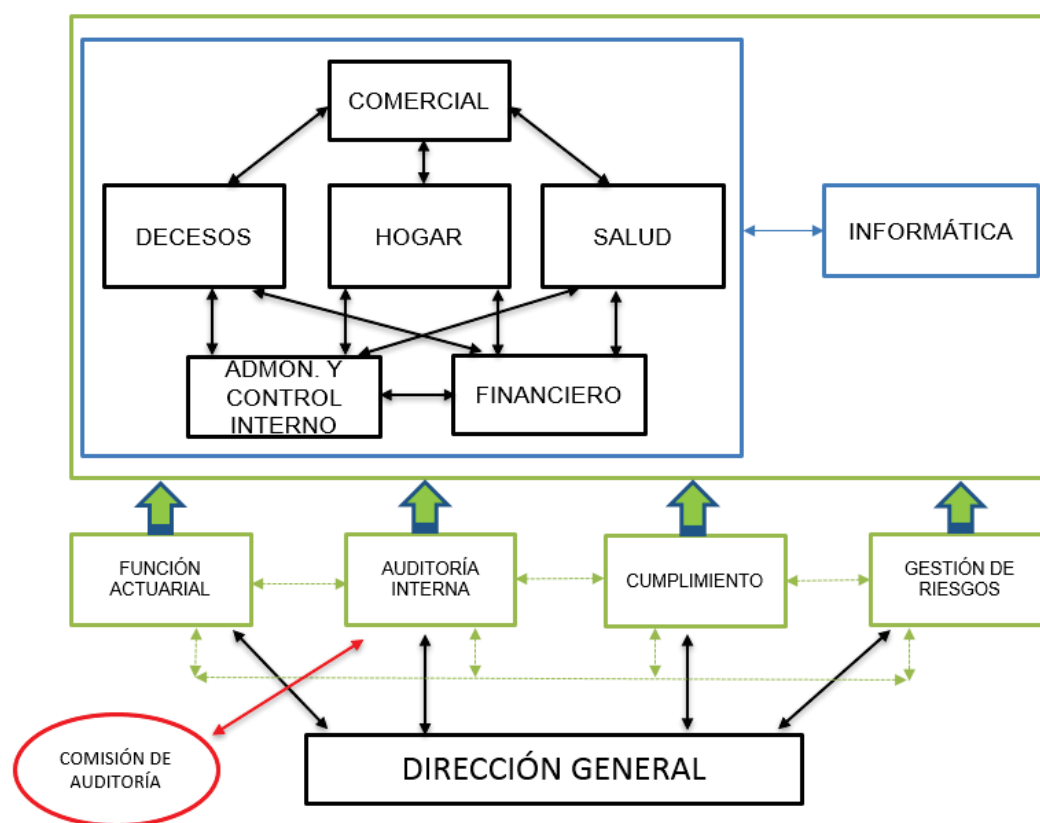 COMERCIAL
DECESOS
HOGAR
SALUD
INFORMÁTICA
ADMON. Y
CONTROL
INTERNO
FINANCIERO
FUNCIÓN
ACTUARIAL
AUDITORÍA
INTERNA
CUMPLIMIENTO
GESTIÓN DE
RIESGOS
COMISIÓN DE
AUDITORÍA
DIRECCIÓN GENERAL